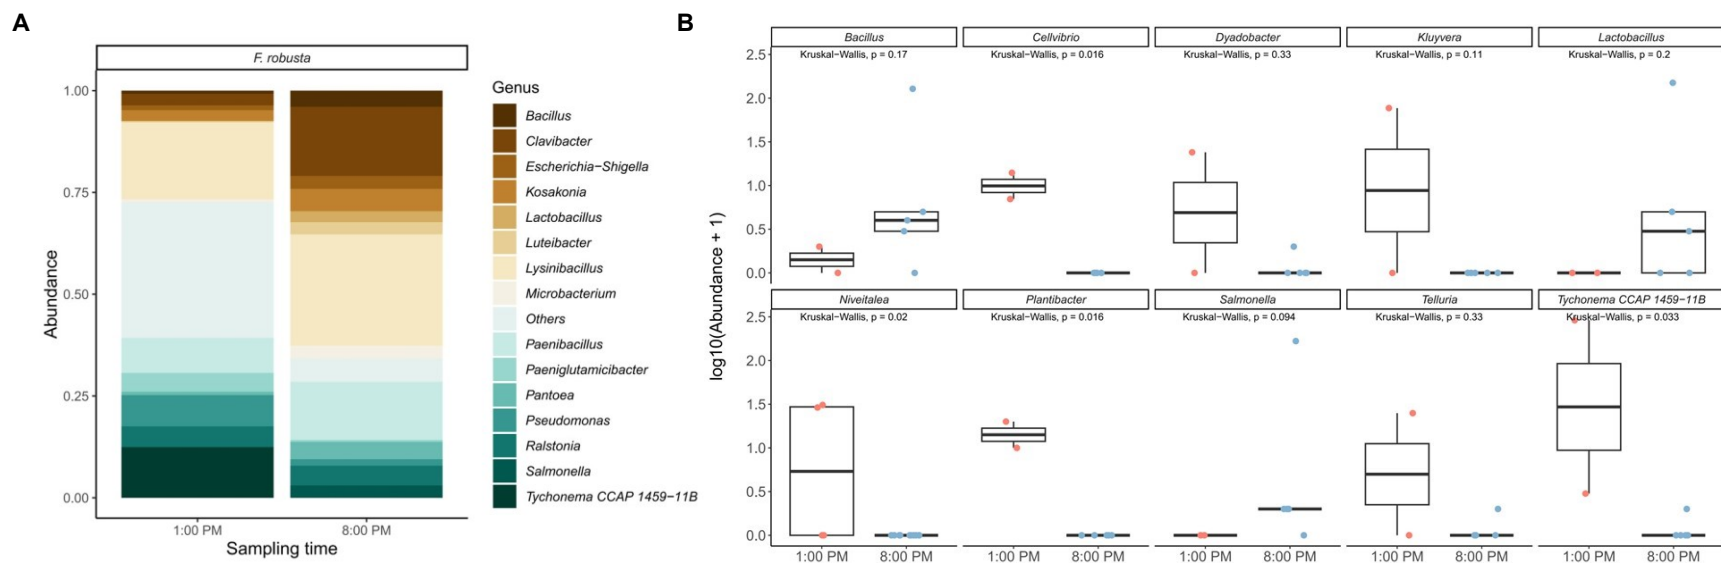 A
F. robusta
1.00
0.75
0.50
0.25
0.00
Abundance
1:00 PM
8:00 PM
Sampling time
Genus
Bacillus
Clavibacter
Escherichia−Shigella
Kosakonia
Lactobacillus
Luteibacter
Lysinibacillus
Microbacterium
Others
Paenibacillus
Paeniglutamicibacter
Pantoea
Pseudomonas
Ralstonia
Salmonella
Tychonema CCAP 1459−11B
B
log10(Abundance + 1)
Bacillus
Cellvibrio
Dyadobacter
Kluyvera
Lactobacillus
Kruskal−Wallis, p = 0.17
Kruskal−Wallis, p = 0.016
Kruskal−Wallis, p = 0.33
Kruskal−Wallis, p = 0.11
Kruskal−Wallis, p = 0.2
2.5
2.0
1.5
1.0
0.5
0.0
Niveitalea
Plantibacter
Salmonella
Telluria
Tychonema CCAP 1459−11B
Kruskal−Wallis, p = 0.02
Kruskal−Wallis, p = 0.016
Kruskal−Wallis, p = 0.094
Kruskal−Wallis, p = 0.33
Kruskal−Wallis, p = 0.033
2.5
2.0
1.5
1.0
0.5
0.0
1:00 PM
8:00 PM
1:00 PM
8:00 PM
1:00 PM
8:00 PM
1:00 PM
8:00 PM
1:00 PM
8:00 PM